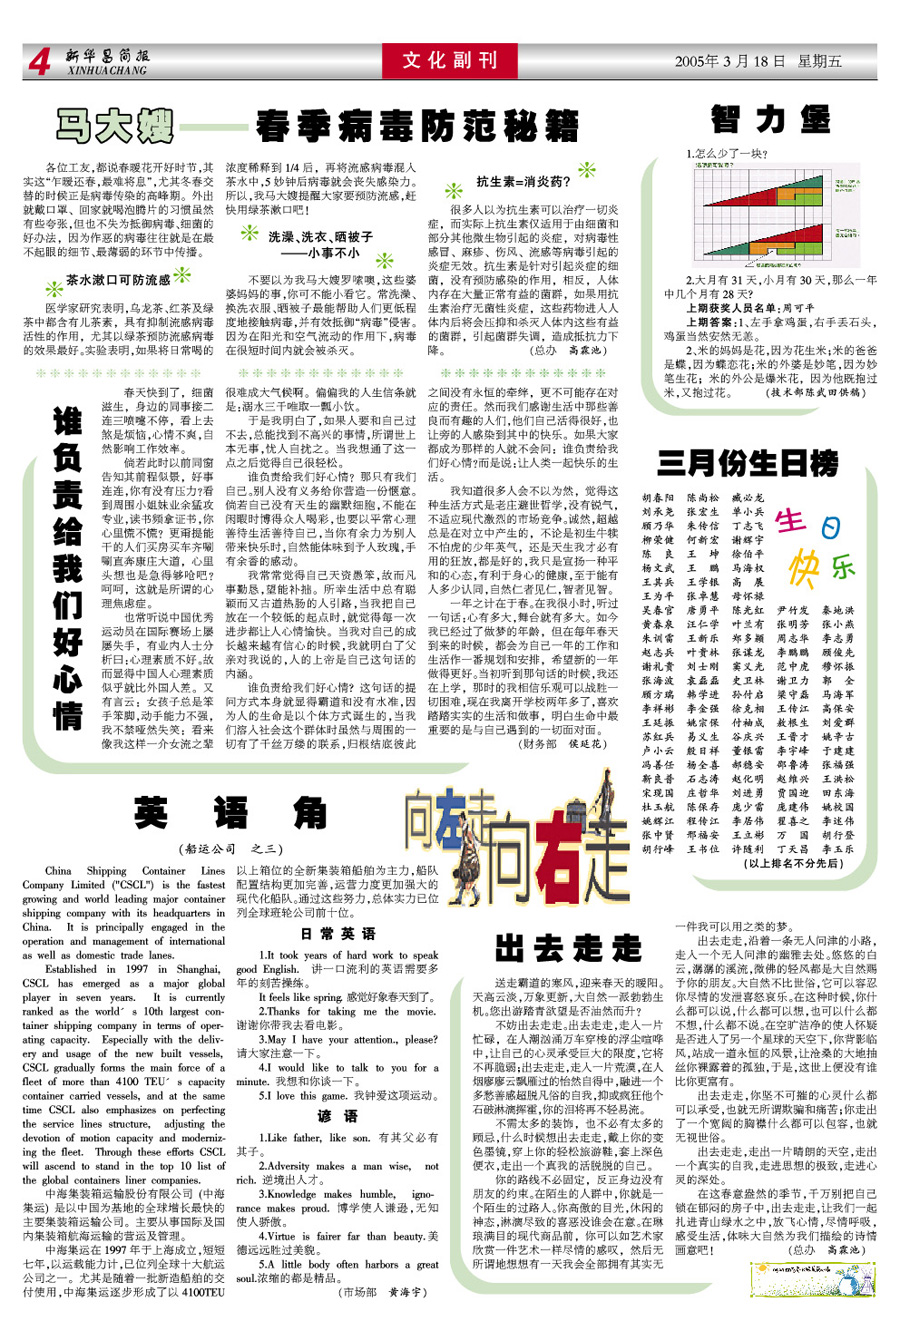 4
新华昌简报
XINHUACHANG
文化副刊
2005年 3 月 18 日 星期五
马大嫂——春季病毒防范秘籍
各位工友,都说春暖花开好时节,其
实这“乍暖还春,最难将息”,尤其冬春交
替的时候正是病毒传染的高峰期。外出
就戴口罩、回家就喝泡腾片的习惯虽然
有些夸张,但也不失为抵御病毒、细菌的
好办法，因为作恶的病毒往往就是在最
不起眼的细节、最薄弱的环节中传播。
茶水漱口可防流感
医学家研究表明,乌龙茶、红茶及绿
茶中都含有儿茶素，具有抑制流感病毒
活性的作用，尤其以绿茶预防流感病毒
的效果最好。实验表明,如果将日常喝的
浓度稀释到 1/4 后，再将流感病毒混入
茶水中,5 妙钟后病毒就会丧失感染力。
所以,我马大嫂提醒大家要预防流感,赶
快用绿茶漱口吧!
洗澡、洗衣、晒被子
——小事不小
不要以为我马大嫂罗嗦噢,这些婆
婆妈妈的事,你可不能小看它。常洗澡、
换洗衣服、晒被子最能帮助人们更低程
度地接触病毒,并有效抵御“病毒”侵害。
因为在阳光和空气流动的作用下,病毒
在很短时间内就会被杀灭。
抗生素=消炎药?
很多人以为抗生素可以治疗一切炎
症，而实际上抗生素仅适用于由细菌和
部分其他微生物引起的炎症，对病毒性
感冒、麻疹、伤风、流感等病毒引起的
炎症无效。抗生素是针对引起炎症的细
菌，没有预防感染的作用，相反，人体
内存在大量正常有益的菌群，如果用抗
生素治疗无菌性炎症，这些药物进入人
体内后将会压抑和杀灭人体内这些有益
的菌群，引起菌群失调，造成抵抗力下
降。 (总办 高霖池)
智力堡
1.怎么少了一块?
2.大月有 31 天,小月有 30 天,那么一年
中几个月有 28 天?
上期获奖人员名单:周可平
上期答案:1、左手拿鸡蛋,右手丢石头,
鸡蛋当然安然无恙。
2、米的妈妈是花,因为花生米;米的爸爸
是蝶,因为蝶恋花;米的外婆是妙笔,因为妙
笔生花; 米的外公是爆米花，因为他既抱过
米,又抱过花。 (技术部陈武田供稿)
谁负责给我们好心情
春天快到了，细菌
滋生，身边的同事接二
连三喷嚏不停，看上去
煞是烦恼,心情不爽,自
然影响工作效率。
倘若此时以前同窗
告知其前程似景，好事
连连,你有没有压力?看
到周围小姐妹业余猛攻
专业,读书频拿证书,你
心里慌不慌? 更甭提能
干的人们买房买车齐唰
唰直奔康庄大道，心里
头想也是急得够呛吧?
呵呵，这就是所谓的心
理焦虑症。
也常听说中国优秀
运动员在国际赛场上屡
屡失手，有业内人士分
析曰:心理素质不好。故
而显得中国人心理素质
似乎就比外国人差。又
有言云: 女孩子总是笨
手笨脚,动手能力不强,
我不禁哑然失笑; 看来
像我这样一介女流之辈
很难成大气候啊。偏偏我的人生信条就
是:溺水三千唯取一瓢小饮。
于是我明白了,如果人要和自己过
不去,总能找到不高兴的事情,所谓世上
本无事,忧人自扰之。当我想通了这一
点之后觉得自己很轻松。
谁负责给我们好心情? 那只有我们
自己。别人没有义务给你营造一份惬意。
倘若自己没有天生的幽默细胞,不能在
闲暇时博得众人喝彩,也要以平常心理
善待生活善待自己,当你有余力为别人
带来快乐时,自然能体味到予人玫瑰,手
有余香的感动。
我常常觉得自己天资愚笨,故而凡
事勤恳,望能补拙。所幸生活中总有聪
颖而又古道热肠的人引路,当我把自己
放在一个较低的起点时,就觉得每一次
进步都让人心情愉快。当我对自己的成
长越来越有信心的时候,我就明白了父
亲对我说的,人的上帝是自己这句话的
内涵。
谁负责给我们好心情? 这句话的提
问方式本身就显得霸道和没有水准,因
为人的生命是以个体方式诞生的,当我
们溶入社会这个群体时虽然与周围的一
切有了千丝万缕的联系,归根结底彼此
之间没有永恒的牵绊，更不可能存在对
应的责任。然而我们感谢生活中那些善
良而有趣的人们,他们自己活得很好,也
让旁的人感染到其中的快乐。如果大家
都成为那样的人就不会问: 谁负责给我
们好心情?而是说:让人类一起快乐的生
活。
我知道很多人会不以为然，觉得这
种生活方式是老庄避世哲学,没有锐气,
不适应现代激烈的市场竞争。诚然,超越
总是在对立中产生的，不论是初生牛犊
不怕虎的少年英气，还是天生我才必有
用的狂放,都是好的,我只是宣扬一种平
和的心态,有利于身心的健康,至于能有
人多少认同,自然仁者见仁,智者见智。
一年之计在于春。在我很小时,听过
一句话;心有多大,舞台就有多大。如今
我已经过了做梦的年龄，但在每年春天
到来的时候，都会为自己一年的工作和
生活作一番规划和安排，希望新的一年
做得更好。当初听到那句话的时候,我还
在上学，那时的我相信乐观可以战胜一
切困难,现在我离开学校两年多了,喜欢
踏踏实实的生活和做事，明白生命中最
重要的是与自己遇到的一切面对面。
(财务部 侯延花)
三月份生日榜
生日快乐
胡春阳 陈尚松 臧必龙
刘承尧 张宏生 单小兵
顾乃华 朱传信 丁志飞
柳荣健 何新宏 谢辉宇
陈 良 王 坤 徐伯平
杨文武 王 鹏 马海权
王其兵 王学银 高 展
王为平 张卓慧 母怀禄
吴春官 唐勇平 陈光红 尹竹发 秦地洪
黄春泉 汪仁学 叶兰有 张明芳 张小燕
朱训雷 王新乐 郑多颖 周志华 李志勇
赵志兵 叶贵林 张谋龙 李鹏鹏 顾俊先
谢礼贵 刘士刚 窦义光 范中虎 穆怀振
张海波 袁磊磊 史卫林 谢卫力 郭 全
顾方瑞 韩学进 孙付启 梁守磊 马海军
李祥彬 李金强 徐克相 王传江 高保安
王廷振 姚宗保 付袖成 敖根生 刘爱群
苏红兵 易义生 谷庆兴 王晋才 姚辛古
卢小云 殷日祥 董银雷 李宇峰 于建建
冯善任 杨全喜 郝稳安 邵鲁涛 张福强
靳良普 石志涛 赵化明 赵维兴 王洪松
宋现国 庄哲华 刘进勇 贾国迎 田东海
杜玉航 陈保存 庞少雷 庞建伟 姚校国
姚辉江 程传江 李居伟 翟喜之 李述伟
张中贤 邢福安 王立彬 万 国 胡行登
胡行峰 王书位 许随利 丁天昌 李玉乐
(以上排名不分先后)
英语角
(船运公司 之三)
China Shipping Container Lines
Company Limited ("CSCL") is the fastest
growing and world leading major container
shipping company with its headquarters in
China. It is principally engaged in the
operation and management of international
as well as domestic trade lanes.
Established in 1997 in Shanghai,
CSCL has emerged as a major global
player in seven years. It is currently
ranked as the world´s 10th largest con-
tainer shipping company in terms of oper-
ating capacity. Especially with the deliv-
ery and usage of the new built vessels,
CSCL gradually forms the main force of a
fleet of more than 4100 TEU´s capacity
container carried vessels, and at the same
time CSCL also emphasizes on perfecting
the service lines structure, adjusting the
devotion of motion capacity and moderniz-
ing the fleet. Through these efforts CSCL
will ascend to stand in the top 10 list of
the global containers liner companies.
中海集装箱运输股份有限公司 (中海
集运) 是以中国为基地的全球增长最快的
主要集装箱运输公司。主要从事国际及国
内集装箱航海运输的营运及管理。
中海集运在 1997 年于上海成立,短短
七年,以运载能力计,已位列全球十大航运
公司之一。尤其是随着一批新造船舶的交
付使用,中海集运逐步形成了以 4100TEU
以上箱位的全新集装箱船舶为主力,船队
配置结构更加完善,运营力度更加强大的
现代化船队。通过这些努力,总体实力已位
列全球班轮公司前十位。
日常英语
1.It took years of hard work to speak
good English. 讲一口流利的英语需要多
年的刻苦操练。
It feels like spring. 感觉好象春天到了。
2.Thanks for taking me the movie.
谢谢你带我去看电影。
3.May I have your attention., please?
请大家注意一下。
4.I would like to talk to you for a
minute. 我想和你谈一下。
5.I love this game. 我钟爱这项运动。
谚语
1.Like father, like son. 有其父必有
其子。
2.Adversity makes a man wise, not
rich. 逆境出人才。
3.Knowledge makes humble, igno-
rance makes proud. 博学使人谦逊,无知
使人骄傲。
4.Virtue is fairer far than beauty. 美
德远远胜过美貌。
5.A little body often harbors a great
soul.浓缩的都是精品。
(市场部 黄海宇)
向左走
向右走
出去走走
送走霸道的寒风,迎来春天的暖阳。
天高云淡,万象更新,大自然一派勃勃生
机。您出游踏青欲望是否油然而升?
不妨出去走走。出去走走,走人一片
忙碌，在人潮汹涌万车穿梭的浮尘喧哗
中,让自己的心灵承受巨大的限度,它将
不再脆弱;出去走走,走入一片荒漠,在人
烟廖廖云飘雁过的怡然自得中,融进一个
多愁善感超脱凡俗的自我,抑或疯狂他个
石破淋漓挥霍,你的泪将再不轻易流。
不需太多的装饰，也不必有太多的
顾忌,什么时候想出去走走,戴上你的变
色墨镜,穿上你的轻松旅游鞋,套上深色
便衣,走出一个真我的活脱脱的自己。
你的路线不必固定，反正身边没有
朋友的约束。在陌生的人群中,你就是一
个陌生的过路人。你高傲的目光,休闲的
神态,淋漓尽致的喜恶没谁会在意。在琳
琅满目的现代商品前，你可以如艺术家
欣赏一件艺术一样尽情的感叹，然后无
所谓地想想有一天我会全部拥有其实无
一件我可以用之类的梦。
出去走走,沿着一条无人问津的小路,
走人一个无人问津的幽雅去处。悠悠的白
云,潺潺的溪流,微佛的轻风都是大自然赐
予你的朋友。大自然不比世俗,它可以容忍
你尽情的发泄喜怒哀乐。在这种时候,你什
么都可以说,什么都可以想,也可以什么都
不想,什么都不说。在空旷洁净的使人怀疑
是否进入了另一个星球的天空下,你背影临
风,站成一道永恒的风景,让沧桑的大地抽
丝你裸露着的孤独,于是,这世上便没有谁
比你更富有。
出去走走,你坚不可摧的心灵什么都
可以承受,也就无所谓欺骗和痛苦;你走出
了一个宽阔的胸襟什么都可以包容,也就
无视世俗。
出去走走,走出一片晴朗的天空,走出
一个真实的自我,走进思想的极致,走进心
灵的深处。
在这春意盎然的季节,千万别把自己
锁在郁闷的房子中,出去走走,让我们一起
扎进青山绿水之中,放飞心情,尽情呼吸,
感受生活,体味大自然为我们描绘的诗情
画意吧! (总办 高霖池)